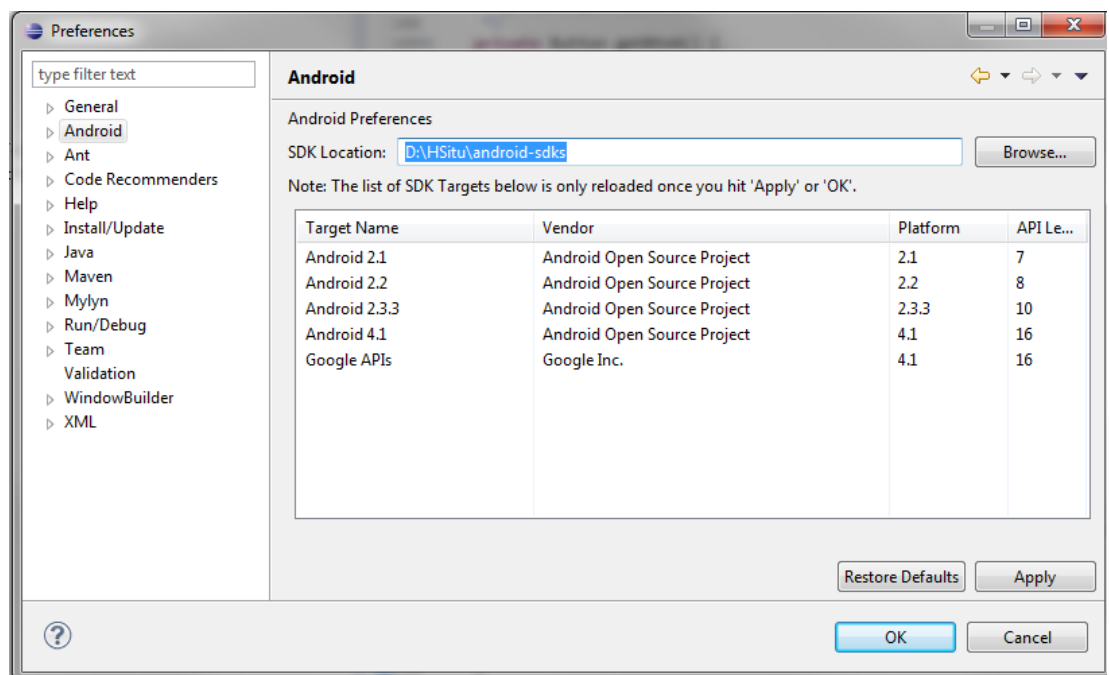 Preferences
type filter text
General
Android
Ant
Code Recommenders
Help
Install/Update
Java
Maven
Mylyn
Run/Debug
Team
Validation
WindowBuilder
XML
Android
Android Preferences
SDK Location: D:\HSitu\android-sdks Browse...
Note: The list of SDK Targets below is only reloaded once you hit 'Apply' or 'OK'.
Target Name Vendor Platform API Le...
Android 2.1 Android Open Source Project 2.1 7
Android 2.2 Android Open Source Project 2.2 8
Android 2.3.3 Android Open Source Project 2.3.3 10
Android 4.1 Android Open Source Project 4.1 16
Google APIs Google Inc. 4.1 16
Restore Defaults Apply
OK Cancel